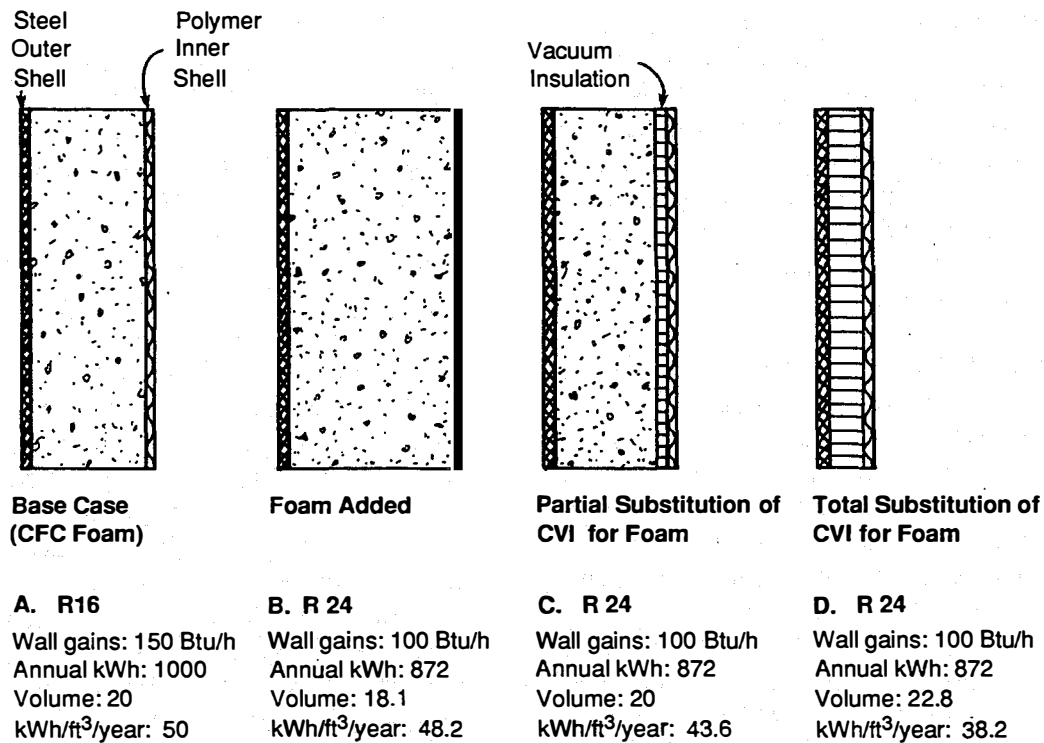 Steel
Outer
Shell
Polymer
Inner
Shell
Vacuum
Insulation
Base Case
(CFC Foam)
Foam Added
Partial Substitution of
CVI for Foam
Total Substitution of
CVI for Foam
A. R16
Wall gains: 150 Btu/h
Annual kWh: 1000
Volume: 20
kWh/ft³/year: 50
B. R 24
Wall gains: 100 Btu/h
Annual kWh: 872
Volume: 18.1
kWh/ft³/year: 48.2
C. R 24
Wall gains: 100 Btu/h
Annual kWh: 872
Volume: 20
kWh/ft³/year: 43.6
D. R 24
Wall gains: 100 Btu/h
Annual kWh: 872
Volume: 22.8
kWh/ft³/year: 38.2